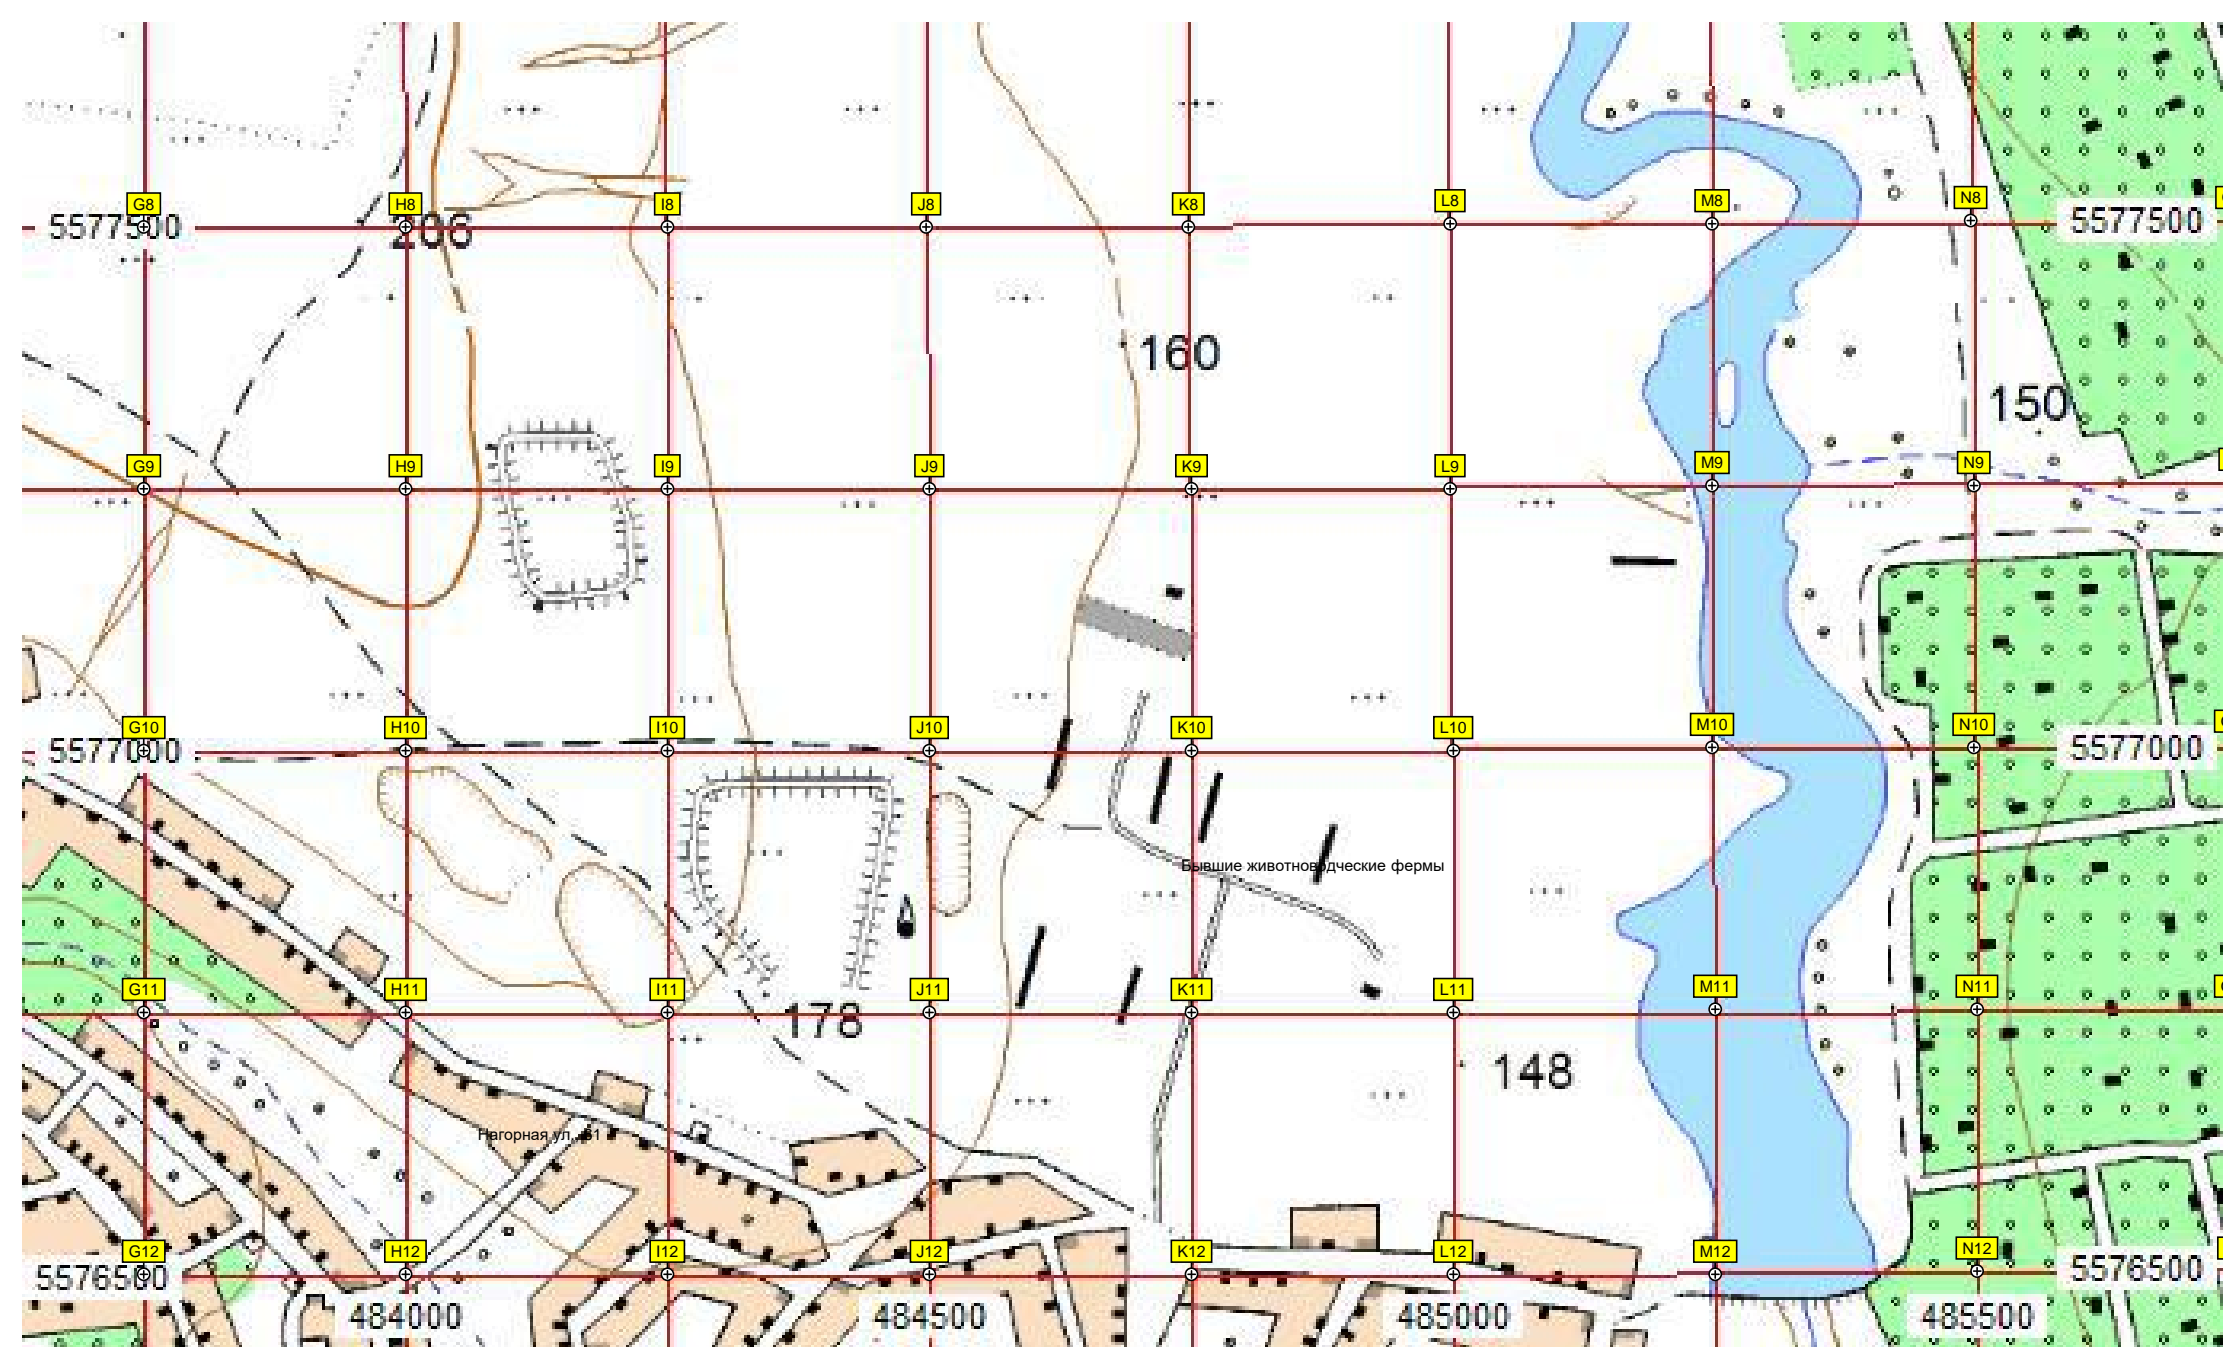 G8 H8 I8 J8 K8 L8 M8 N8
5577500 206 5577500
160
150
G9 H9 I9 J9 K9 L9 M9 N9
G10 H10 I10 J10 K10 L10 M10 N10
5577000 5577000
Бывшие животноводческие фермы
G11 H11 I11 J11 K11 L11 M11 N11
178
148
Нагорная ул., 61
G12 H12 I12 J12 K12 L12 M12 N12
5576500 5576500
484000 484500 485000 485500